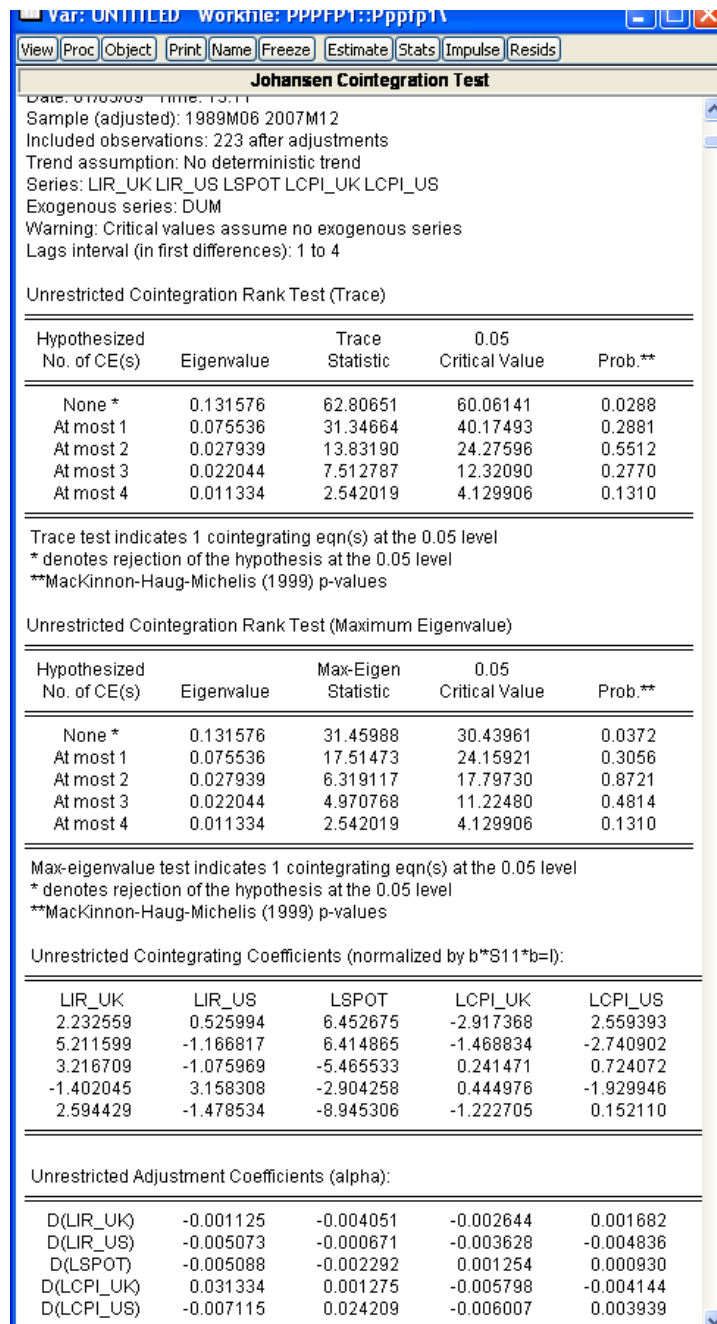 Var: UNTITLED Workfile: PPPFP1::Pppfp1\
View Proc Object Print Name Freeze Estimate Stats Impulse Resids
Johansen Cointegration Test
Date: 01/05/09 Time: 15:11
Sample (adjusted): 1989M06 2007M12
Included observations: 223 after adjustments
Trend assumption: No deterministic trend
Series: LIR_UK LIR_US LSPOT LCPI_UK LCPI_US
Exogenous series: DUM
Warning: Critical values assume no exogenous series
Lags interval (in first differences): 1 to 4
Unrestricted Cointegration Rank Test (Trace)
Hypothesized Trace 0.05
No. of CE(s) Eigenvalue Statistic Critical Value Prob.**
None * 0.131576 62.80651 60.06141 0.0288
At most 1 0.075536 31.34664 40.17493 0.2881
At most 2 0.027939 13.83190 24.27596 0.5512
At most 3 0.022044 7.512787 12.32090 0.2770
At most 4 0.011334 2.542019 4.129906 0.1310
Trace test indicates 1 cointegrating eqn(s) at the 0.05 level
* denotes rejection of the hypothesis at the 0.05 level
**MacKinnon-Haug-Michelis (1999) p-values
Unrestricted Cointegration Rank Test (Maximum Eigenvalue)
Hypothesized Max-Eigen 0.05
No. of CE(s) Eigenvalue Statistic Critical Value Prob.**
None * 0.131576 31.45988 30.43961 0.0372
At most 1 0.075536 17.51473 24.15921 0.3056
At most 2 0.027939 6.319117 17.79730 0.8721
At most 3 0.022044 4.970768 11.22480 0.4814
At most 4 0.011334 2.542019 4.129906 0.1310
Max-eigenvalue test indicates 1 cointegrating eqn(s) at the 0.05 level
* denotes rejection of the hypothesis at the 0.05 level
**MacKinnon-Haug-Michelis (1999) p-values
Unrestricted Cointegrating Coefficients (normalized by b'*S11*b=I):
LIR_UK LIR_US LSPOT LCPI_UK LCPI_US
2.232559 0.525994 6.452675 -2.917368 2.559393
5.211599 -1.166817 6.414865 -1.468834 -2.740902
3.216709 -1.075969 -5.465533 0.241471 0.724072
-1.402045 3.158308 -2.904258 0.444976 -1.929946
2.594429 -1.478534 -8.945306 -1.222705 0.152110
Unrestricted Adjustment Coefficients (alpha):
D(LIR_UK) -0.001125 -0.004051 -0.002644 0.001682
D(LIR_US) -0.005073 -0.000671 -0.003628 -0.004836
D(LSPOT) -0.005088 -0.002292 0.001254 0.000930
D(LCPI_UK) 0.031334 0.001275 -0.005798 -0.004144
D(LCPI_US) -0.007115 0.024209 -0.006007 0.003939